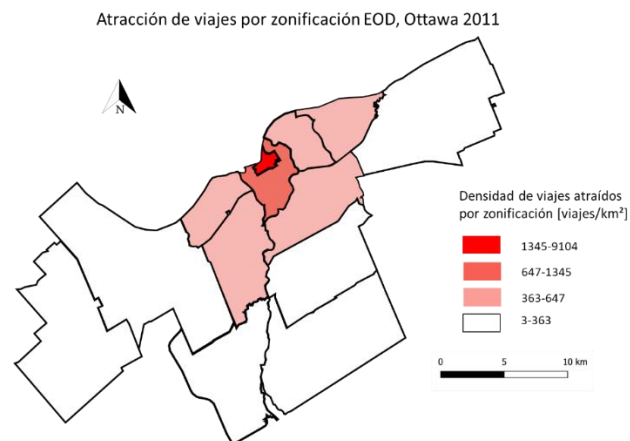 Atracción de viajes por zonificación EOD, Ottawa 2011
N
Densidad de viajes atraídos
por zonificación [viajes/km²]
1345-9104
647-1345
363-647
3-363
0 5 10 km